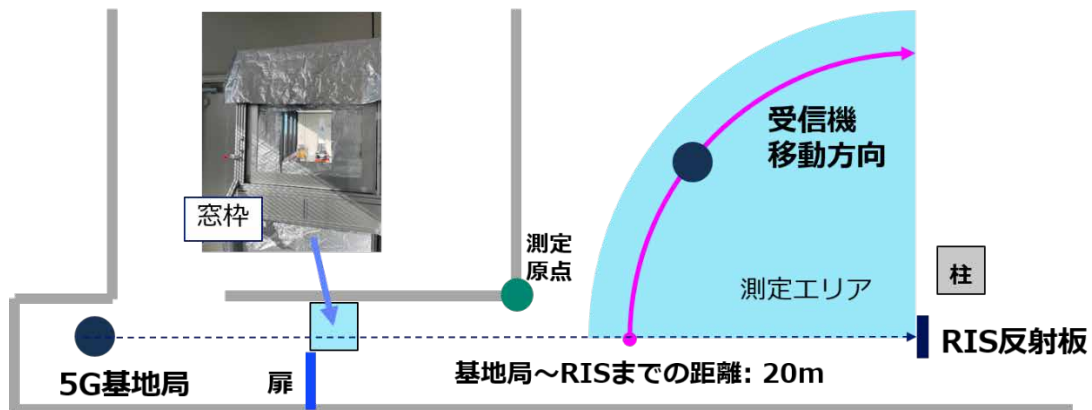 受信機
移動方向
窓枠
測定
原点
柱
測定エリア
RIS反射板
5G基地局
扉
基地局～RISまでの距離: 20m